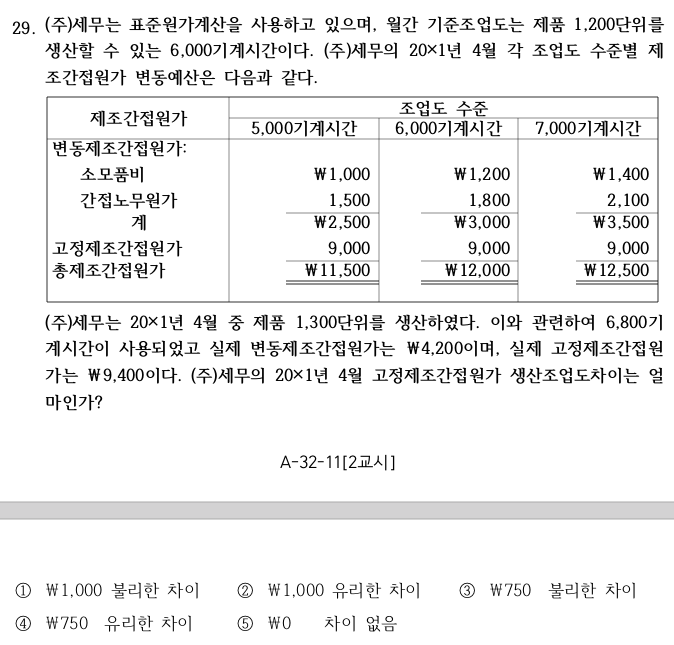 29. (주)세무는 표준원가계산을 사용하고 있으며, 월간 기준조업도는 제품 1,200단위를
생산할 수 있는 6,000기계시간이다. (주)세무의 20×1년 4월 각 조업도 수준별 제
조간접원가 변동예산은 다음과 같다.
제조간접원가 조업도 수준
5,000기계시간 6,000기계시간 7,000기계시간
변동제조간접원가:
소모품비 ₩1,000 ₩1,200 ₩1,400
간접노무원가 1,500 1,800 2,100
계 ₩2,500 ₩3,000 ₩3,500
고정제조간접원가 9,000 9,000 9,000
총제조간접원가 ₩11,500 ₩12,000 ₩12,500
(주)세무는 20×1년 4월 중 제품 1,300단위를 생산하였다. 이와 관련하여 6,800기
계시간이 사용되었고 실제 변동제조간접원가는 ₩4,200이며, 실제 고정제조간접원
가는 ₩9,400이다. (주)세무의 20×1년 4월 고정제조간접원가 생산조업도차이는 얼
마인가?
A-32-11[2교시]
① ₩1,000 불리한 차이 ② ₩1,000 유리한 차이 ③ ₩750 불리한 차이
④ ₩750 유리한 차이 ⑤ ₩0 차이 없음